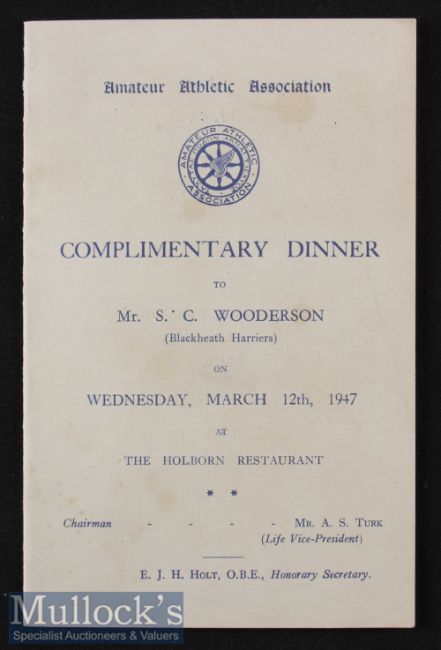 Amateur Athletic Association
AMATEUR ATHLETIC
ASSOCIATION
COMPLIMENTARY DINNER
TO
Mr. S. C. WOODERSON
(Blackheath Harriers)
ON
WEDNESDAY, MARCH 12th, 1947
AT
THE HOLBORN RESTAURANT
* *
Chairman - - - - MR. A. S. TURK
(Life Vice-President)
E. J. H. HOLT, O.B.E., Honorary Secretary.
MULLOCK'S
Specialist Auctioneers & Valuers